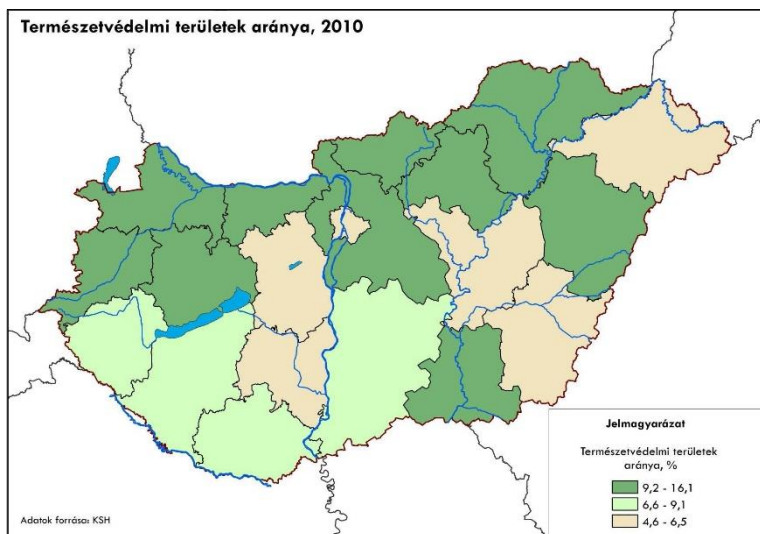 Természetvédelmi területek aránya, 2010
Jelmagyarázat
Természetvédelmi területek
aránya, %
9,2 - 16,1
6,6 - 9,1
4,6 - 6,5
Adatok forrása: KSH